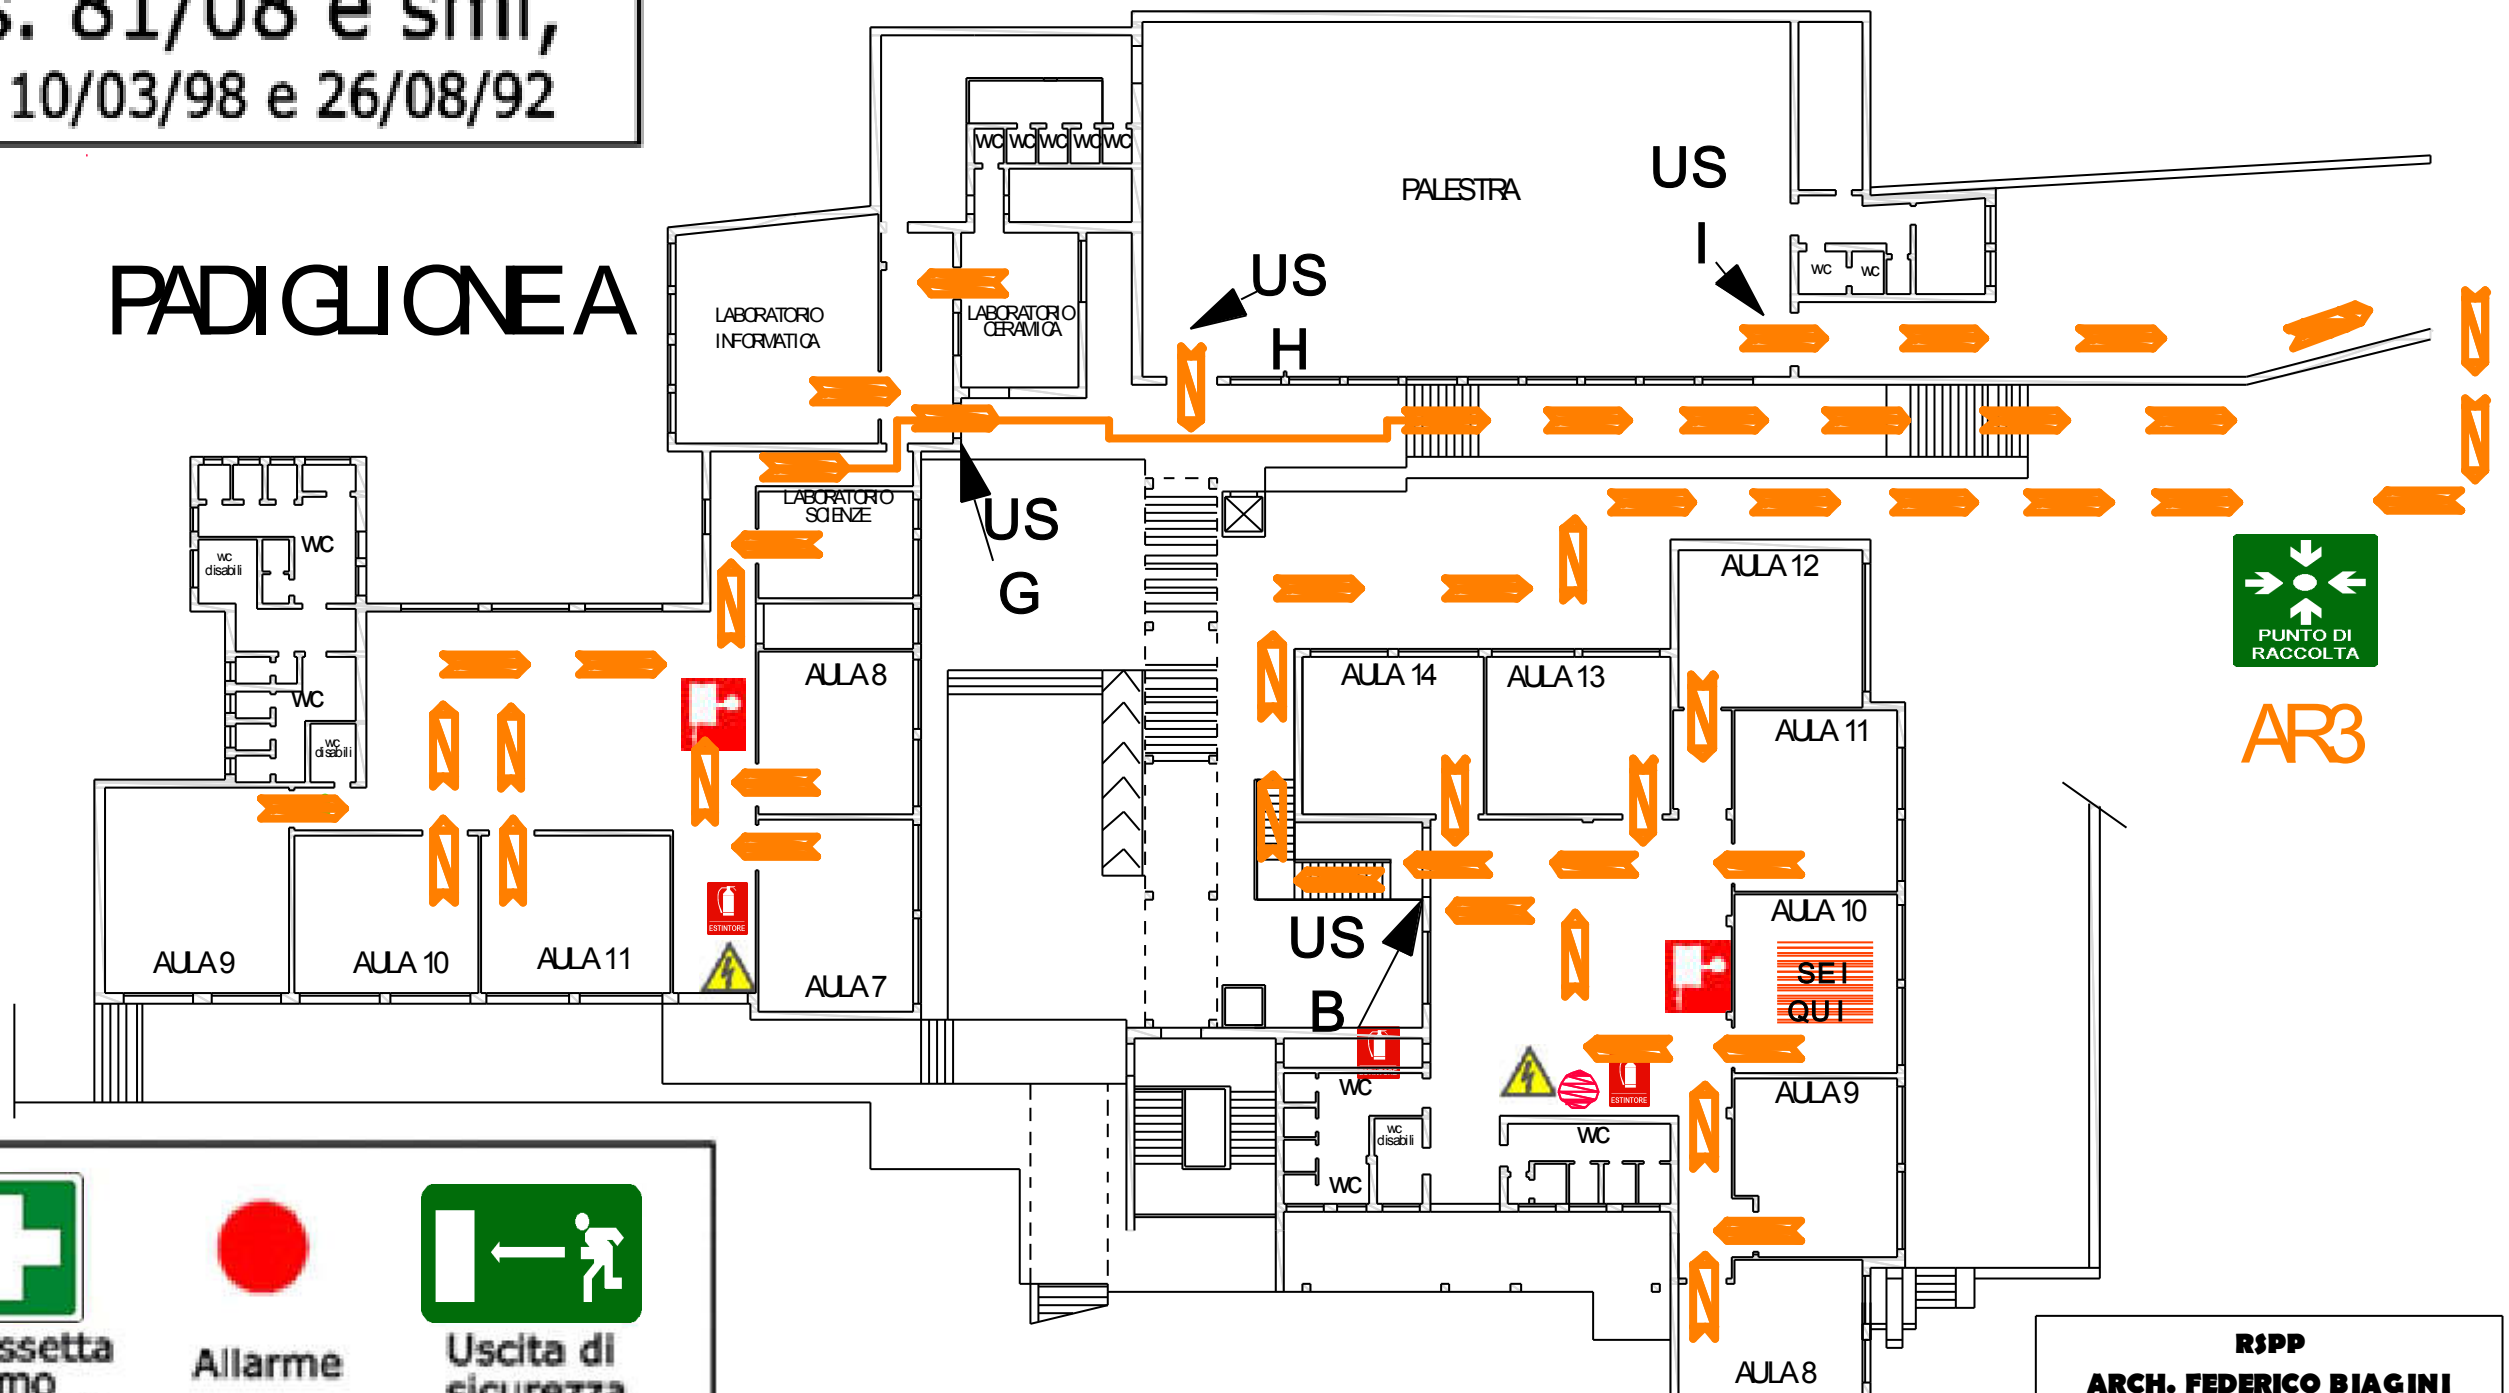 s. 81/08 e smi,
10/03/98 e 26/08/92
PADIGLIONE A
WC WC WC WC WC
PALESTRA
US
I
US
H
WC WC
LABORATORIO
INFORMATICA
LABORATORIO
CERAMICA
LABORATORIO
SCIENZE
US
G
WC
wc
disabili
WC
wc
disabili
AULA 8
AULA 7
AULA 9
AULA 10
AULA 11
ESTINTORE
AULA 12
AULA 14
AULA 13
AULA 11
AULA 10
SEI
QUI
AULA 9
AULA 8
US
B
WC
wc
disabili
WC
WC
ESTINTORE
PUNTO DI
RACCOLTA
AR3
ssetta
mo
Allarme
Uscita di
sicurezza
RSPP
ARCH. FEDERICO BIAGINI